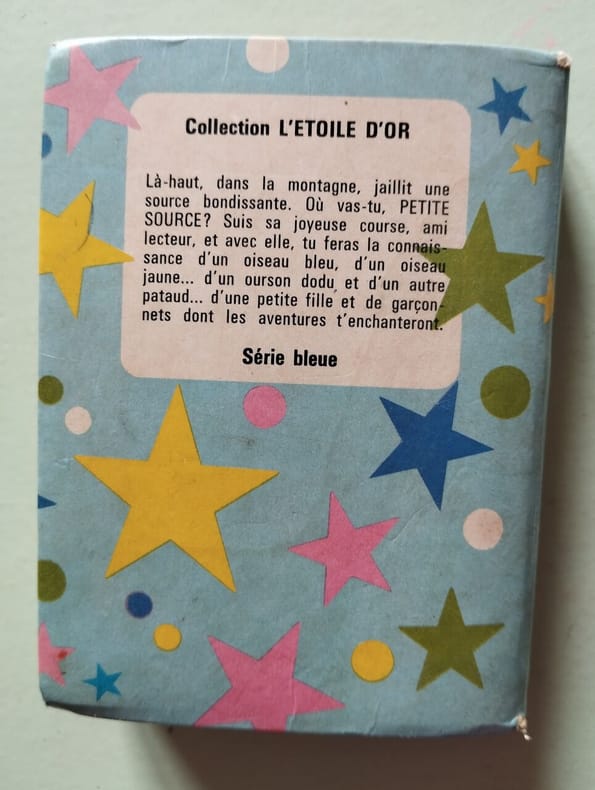 Collection L'ETOILE D'OR
Là-haut, dans la montagne, jaillit une
source bondissante. Où vas-tu, PETITE
SOURCE? Suis sa joyeuse course, ami
lecteur, et avec elle, tu feras la connais-
sance d'un oiseau bleu, d'un oiseau
jaune... d'un ourson dodu et d'un autre
pataud... d'une petite fille et de garçon-
nets dont les aventures t'enchanteront.
Série bleue